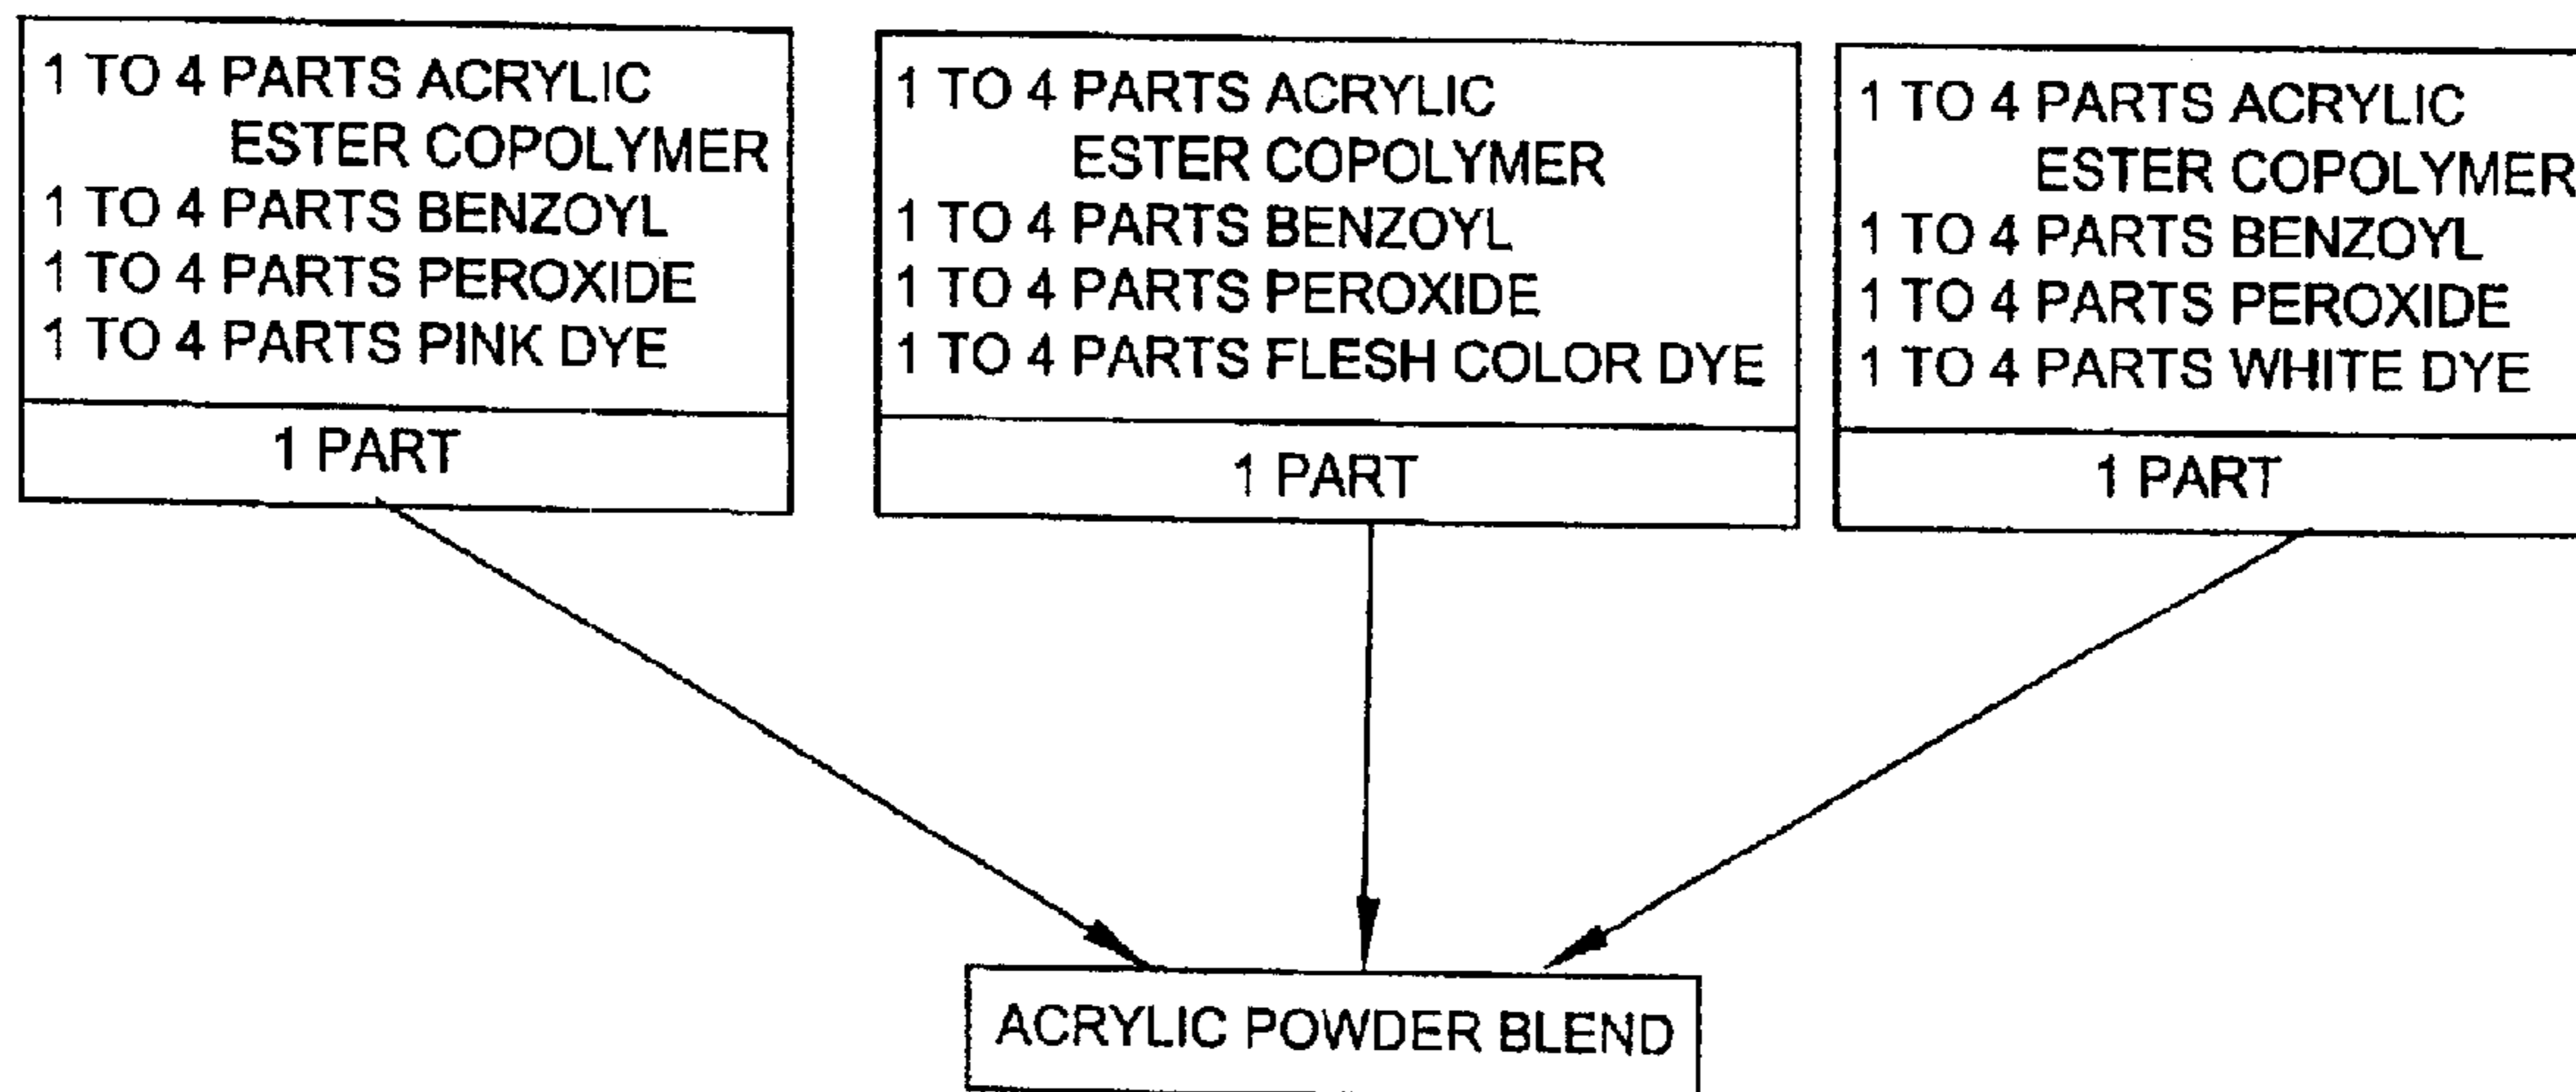 1 TO 4 PARTS ACRYLIC
ESTER COPOLYMER
1 TO 4 PARTS BENZOYL
1 TO 4 PARTS PEROXIDE
1 TO 4 PARTS PINK DYE
1 PART
1 TO 4 PARTS ACRYLIC
ESTER COPOLYMER
1 TO 4 PARTS BENZOYL
1 TO 4 PARTS PEROXIDE
1 TO 4 PARTS FLESH COLOR DYE
1 PART
1 TO 4 PARTS ACRYLIC
ESTER COPOLYMER
1 TO 4 PARTS BENZOYL
1 TO 4 PARTS PEROXIDE
1 TO 4 PARTS WHITE DYE
1 PART
ACRYLIC POWDER BLEND